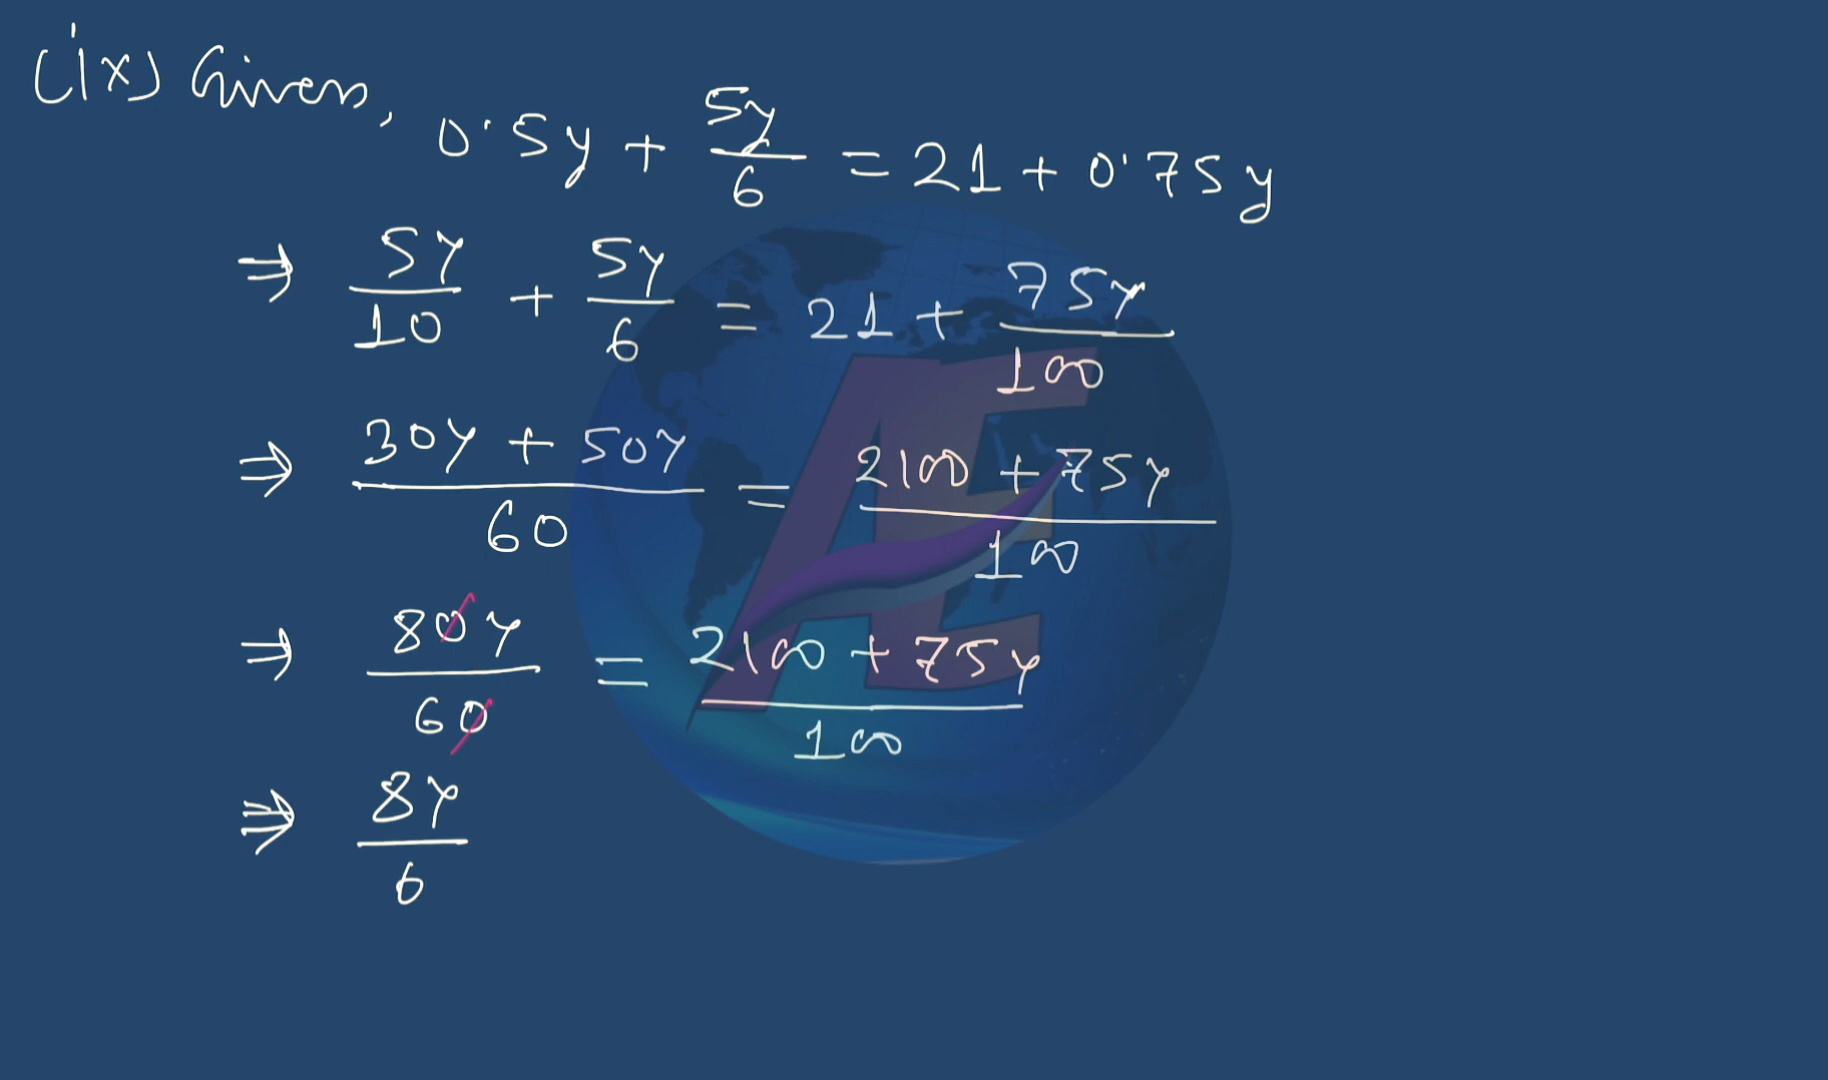 (ix) Given,
0.5y + 5y/6 = 21 + 0.75y
⇒ 5y/10 + 5y/6 = 21 + 75y/100
⇒ (30y + 50y)/60 = (2100 + 75y)/100
⇒ 80y/60 = (2100 + 75y)/100
⇒ 8y/6
AE